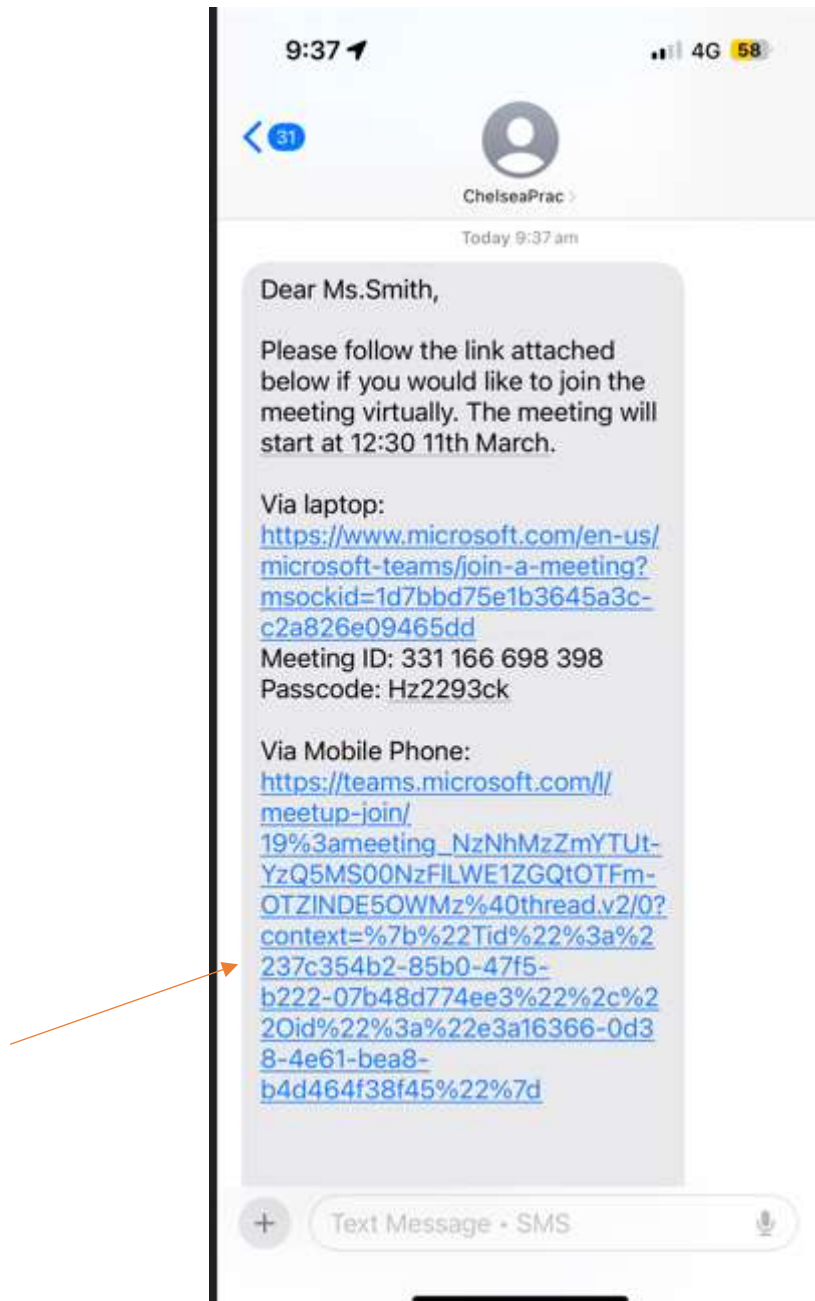 9:37
4G 58
31
ChelseaPrac
Today 9:37 am
Dear Ms.Smith,
Please follow the link attached
below if you would like to join the
meeting virtually. The meeting will
start at 12:30 11th March.
Via laptop:
https://www.microsoft.com/en-us/
microsoft-teams/join-a-meeting?
msockid=1d7bbd75e1b3645a3c-
c2a826e09465dd
Meeting ID: 331 166 698 398
Passcode: Hz2293ck
Via Mobile Phone:
https://teams.microsoft.com/l/
meetup-join/
19%3ameeting_NzNhMzZmYTUt-
YzQ5MS00NzFlLWE1ZGQtOTFm-
OTZlNDE5OWMz%40thread.v2/0?
context=%7b%22Tid%22%3a%2
237c354b2-85b0-47f5-
b222-07b48d774ee3%22%2c%2
2Oid%22%3a%22e3a16366-0d3
8-4e61-bea8-
b4d464f38f45%22%7d
Text Message • SMS